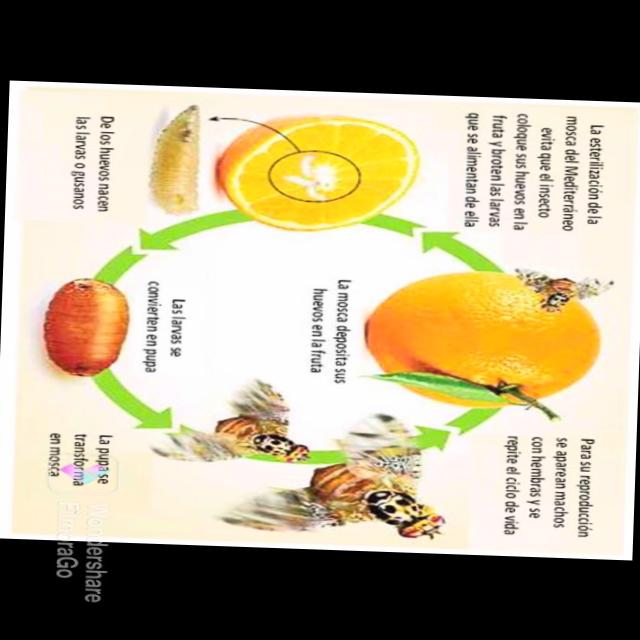 La esterilización de la
mosca del Mediterráneo
evita que el insecto
coloque sus huevos en la
fruta y broten las larvas
que se alimentan de ella
Para su reproducción
se aparean machos
con hembras y se
repite el ciclo de vida
La mosca deposita sus
huevos en la fruta
Las larvas se
convierten en pupa
De los huevos nacen
las larvas o gusanos
La pupa se
transforma
en mosca
Wondershare